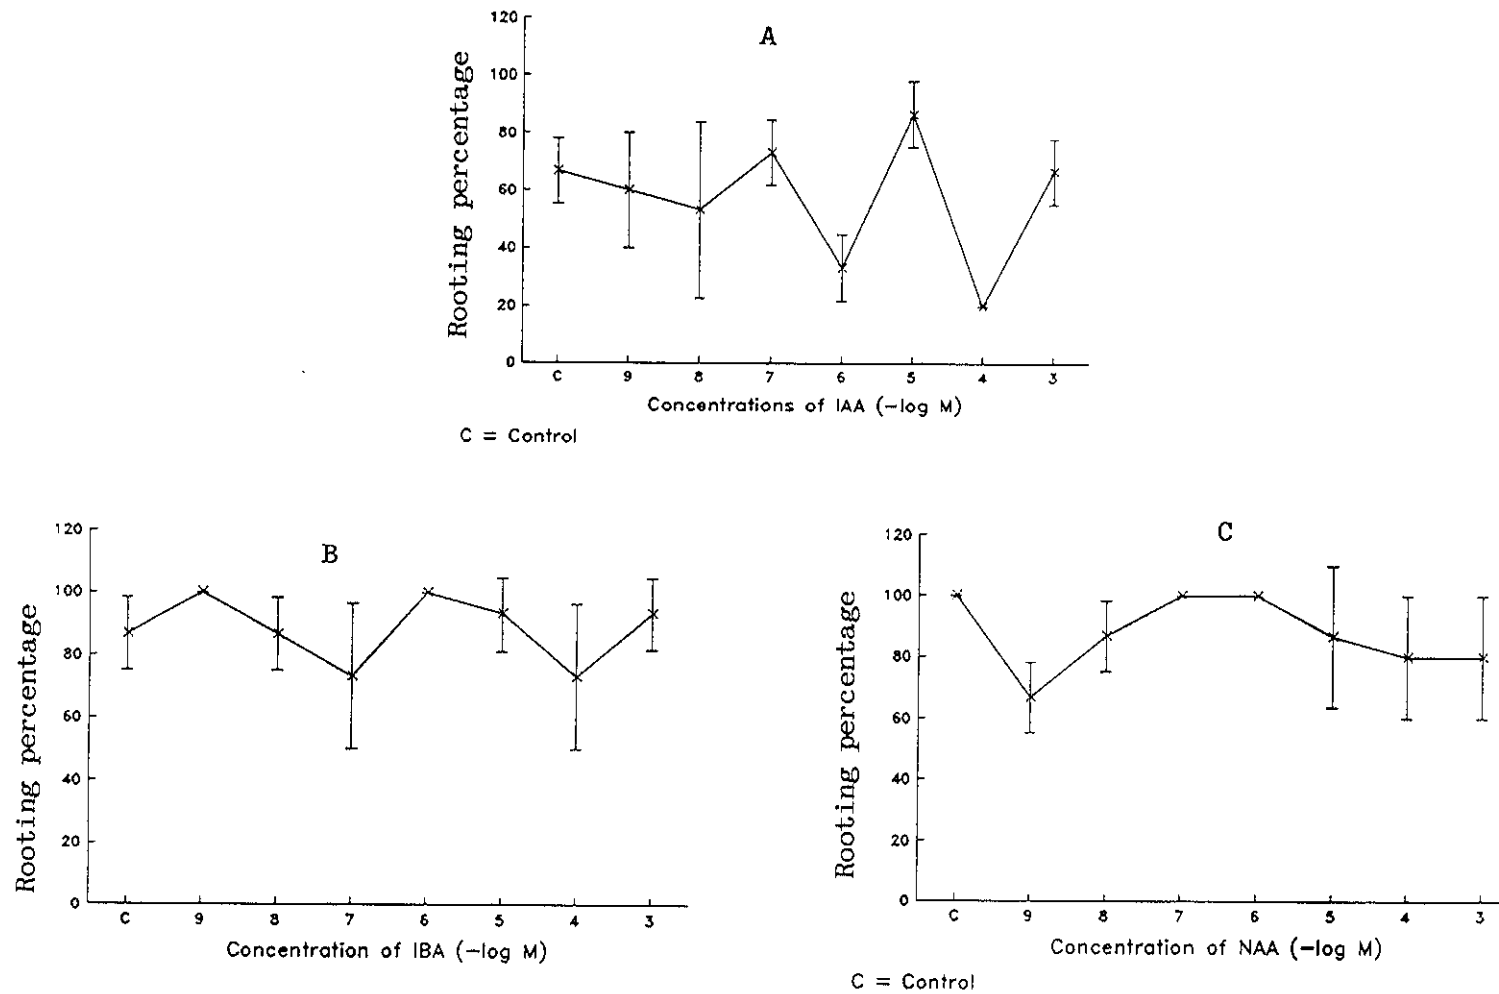 A
Rooting percentage
120
100
80
60
40
20
0
C 9 8 7 6 5 4 3
Concentrations of IAA (-log M)
C = Control
B
Rooting percentage
120
100
80
60
40
20
0
C 9 8 7 6 5 4 3
Concentration of IBA (-log M)
C
Rooting percentage
120
100
80
60
40
20
0
C 9 8 7 6 5 4 3
Concentration of NAA (-log M)
C = Control